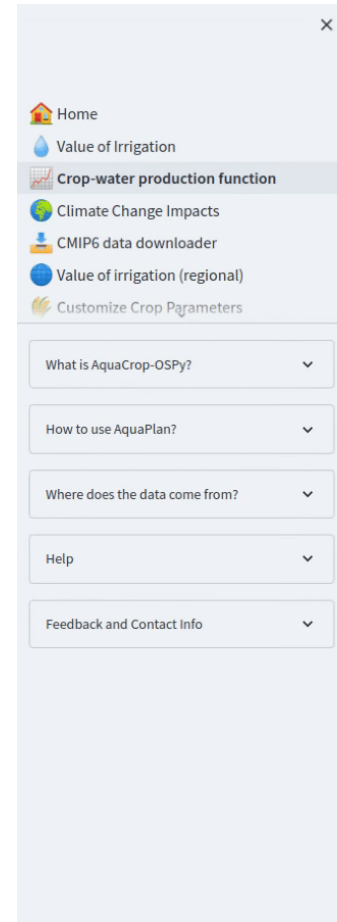 Home
Value of Irrigation
Crop-water production function
Climate Change Impacts
CMIP6 data downloader
Value of irrigation (regional)
Customize Crop Parameters
What is AquaCrop-OSPy?
How to use AquaPlan?
Where does the data come from?
Help
Feedback and Contact Info